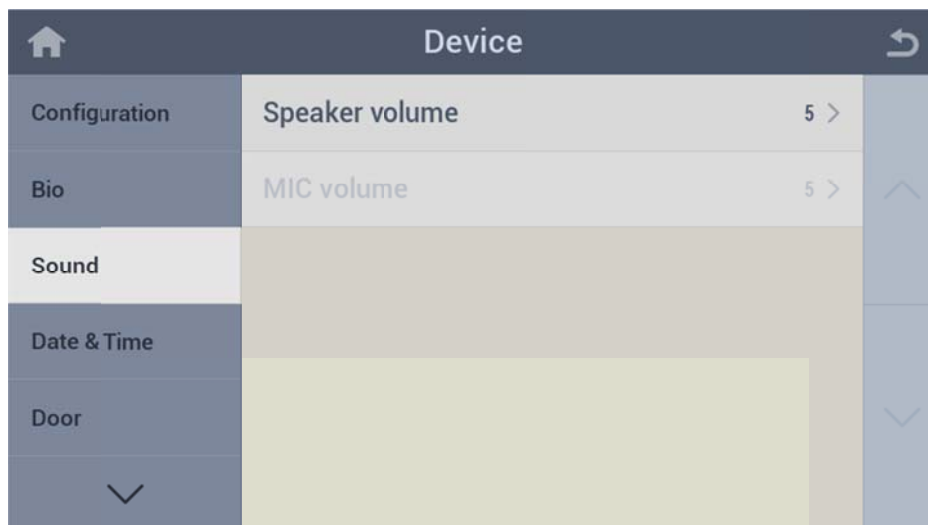 Device
Configuration
Bio
Sound
Date & Time
Door
Speaker volume 5
MIC volume 5